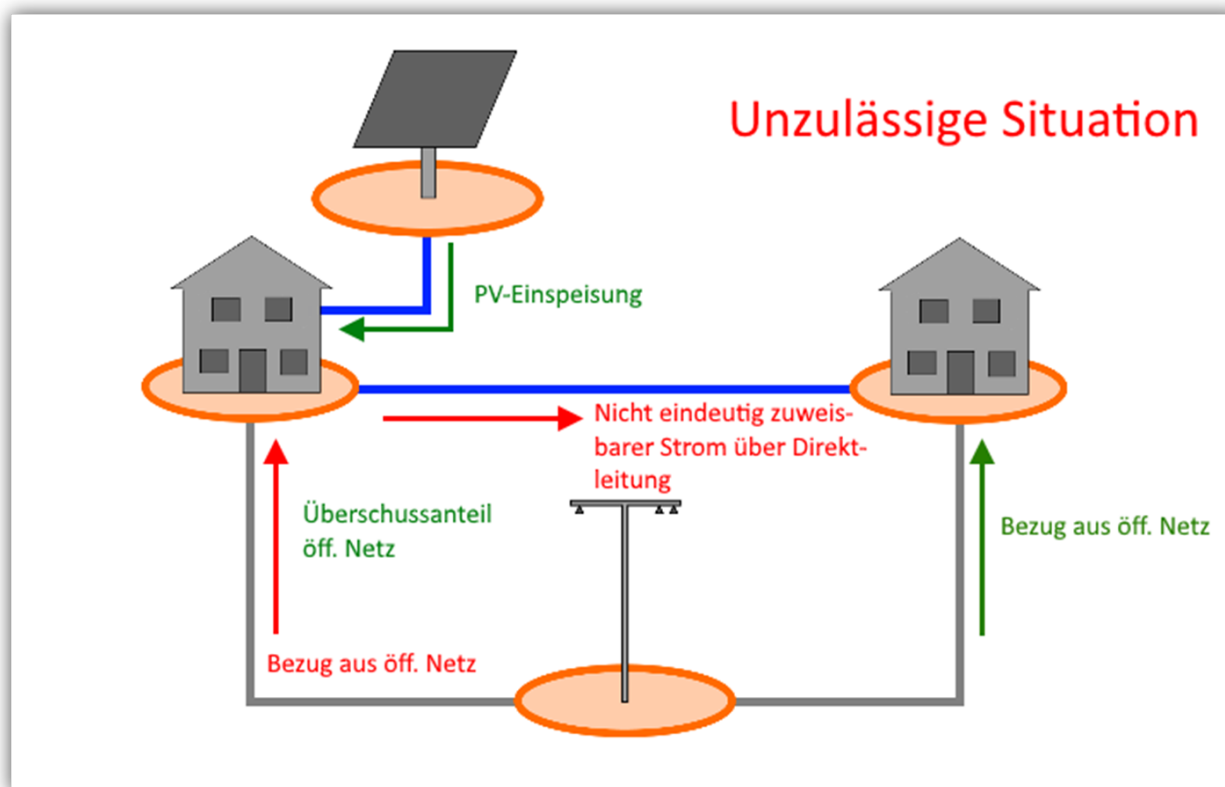 Unzulässige Situation
PV-Einspeisung
Nicht eindeutig zuweis-
barer Strom über Direkt-
leitung
Überschussanteil
öff. Netz
Bezug aus öff. Netz
Bezug aus öff. Netz